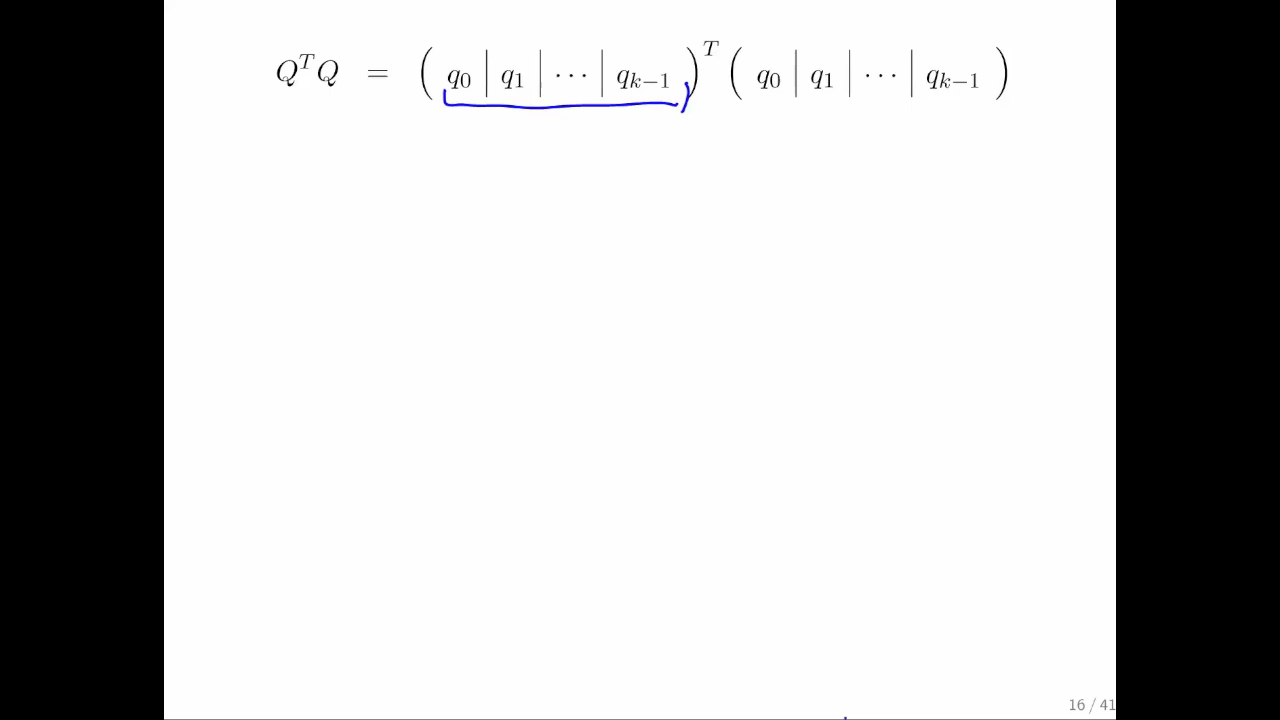 Q^T Q = ( q_0 | q_1 | ⋯ | q_{k−1} )^T ( q_0 | q_1 | ⋯ | q_{k−1} )
16 / 41